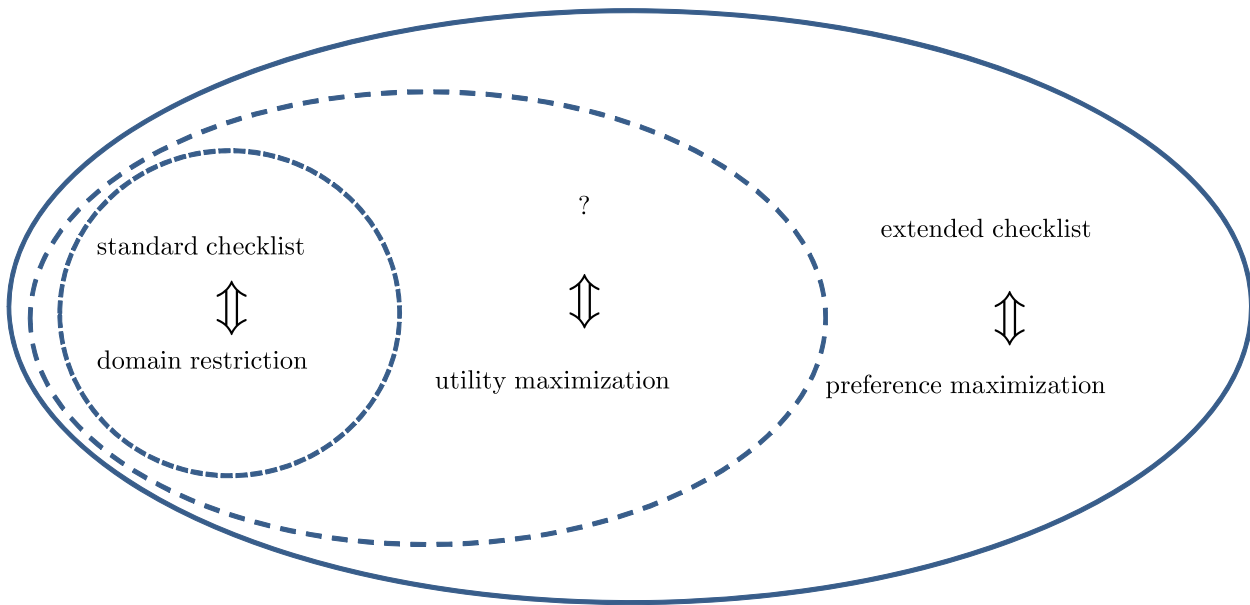 standard checklist
domain restriction
?
utility maximization
extended checklist
preference maximization